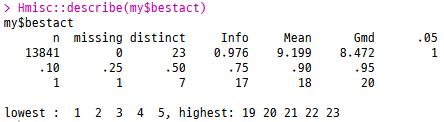 > Hmisc::describe(my$bestact)
my$bestact
n missing distinct Info Mean Gmd .05
13841 0 23 0.976 9.199 8.472 1
.10 .25 .50 .75 .90 .95
1 1 7 17 18 20
lowest : 1 2 3 4 5, highest: 19 20 21 22 23